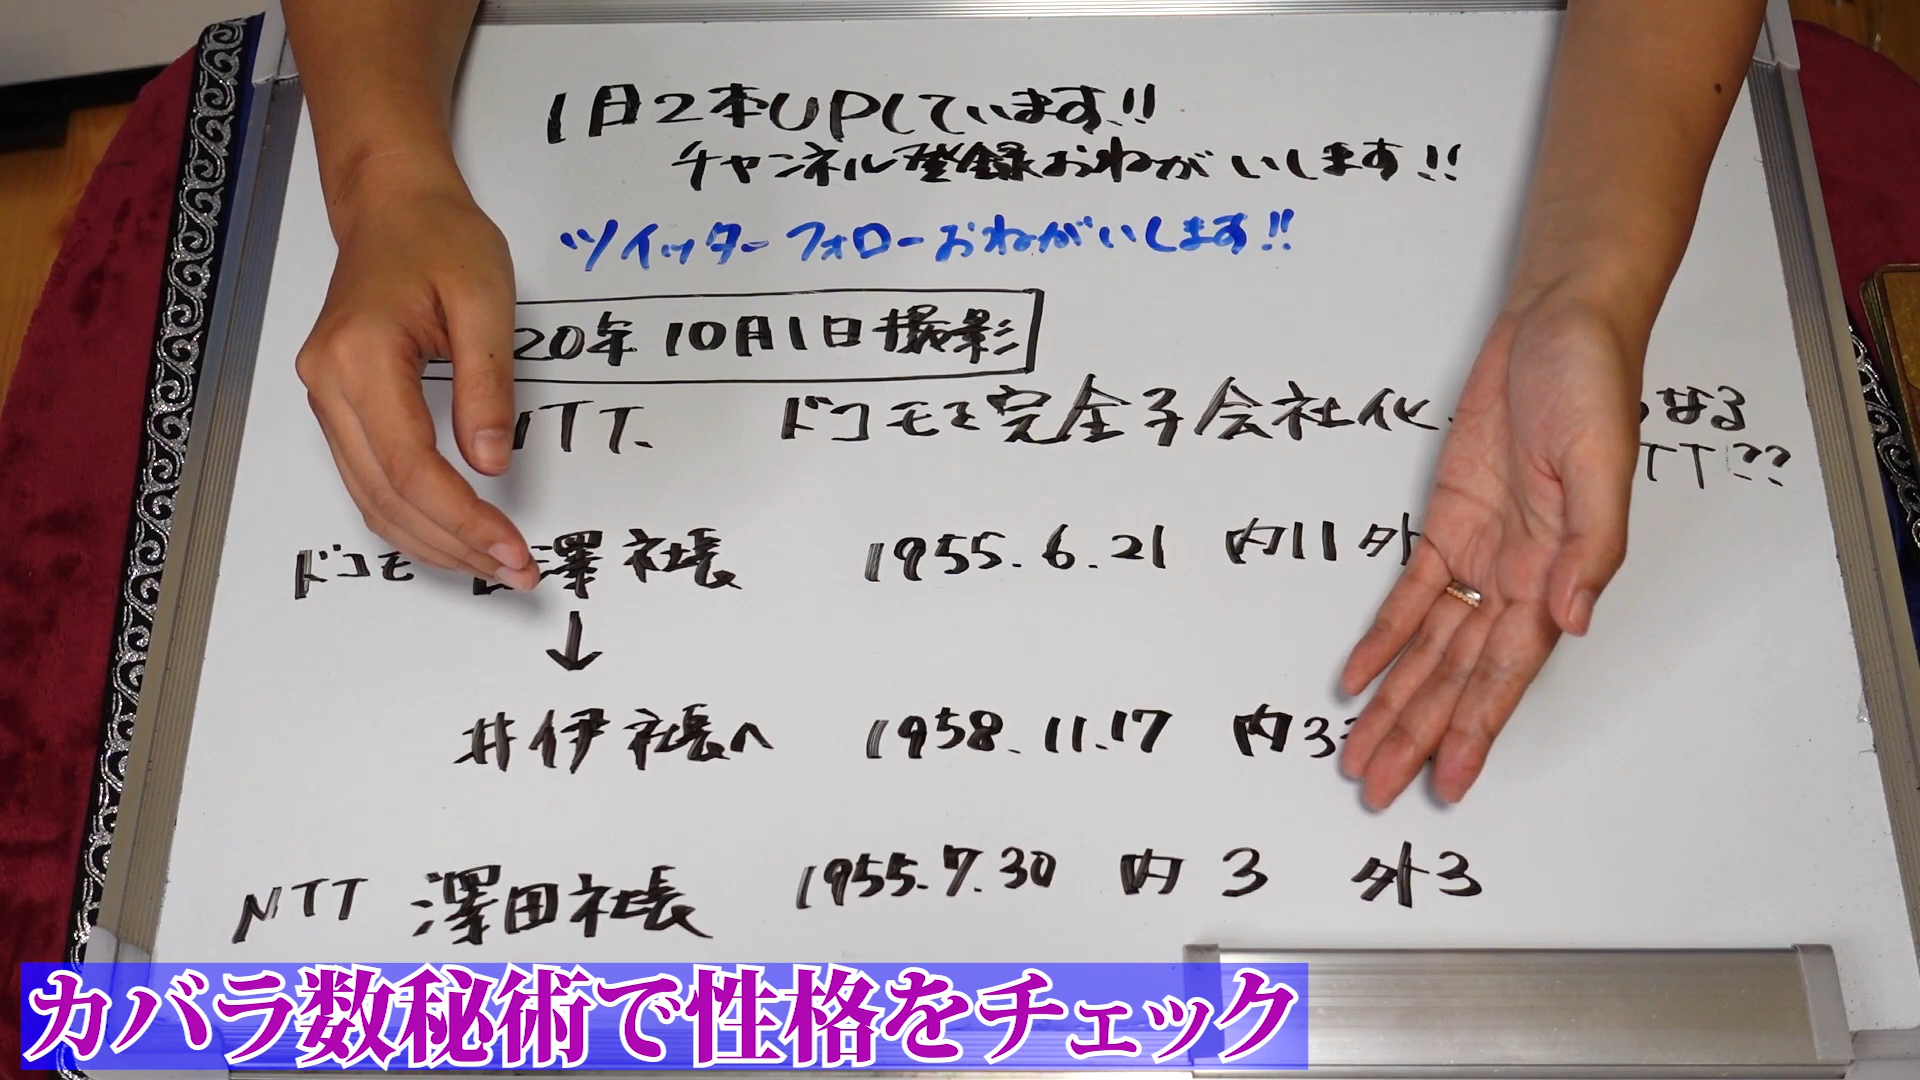 1日2本UPしています!!
チャンネル登録おねがいします!!
ツイッターフォローおねがいします!!
20年10月1日撮影
TT、 ドコモを完全子会社化、 なる
TT??
ドコモ 澤社長 1955.6.21 内11 外
↓
井伊社長へ 1958.11.17 内33
NTT 澤田社長 1955.7.30 内3 外3
カバラ数秘術で性格をチェック